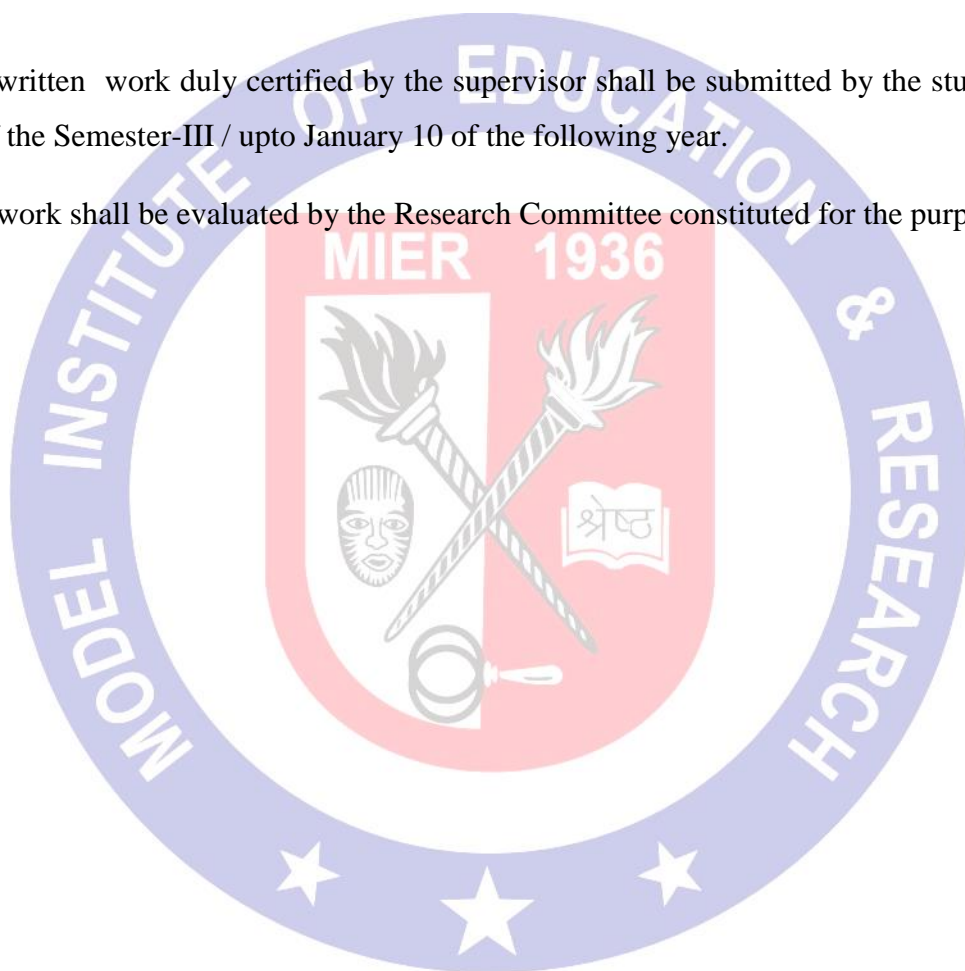 written work duly certified by the supervisor shall be submitted by the stu
the Semester-III / upto January 10 of the following year.
work shall be evaluated by the Research Committee constituted for the purp
MODEL INSTITUTE OF EDUCATION & RESEARCH
MIER 1936
श्रेष्ठ